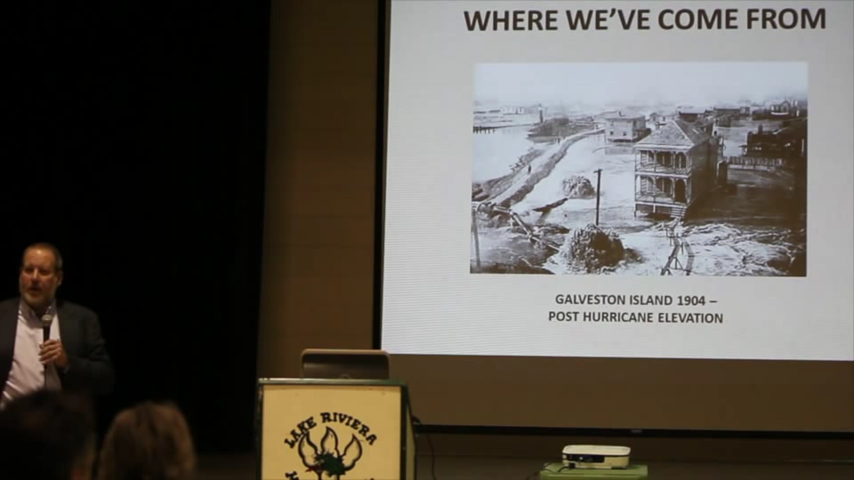 WHERE WE'VE COME FROM
GALVESTON ISLAND 1904 –
POST HURRICANE ELEVATION
LAKE RIVIERA